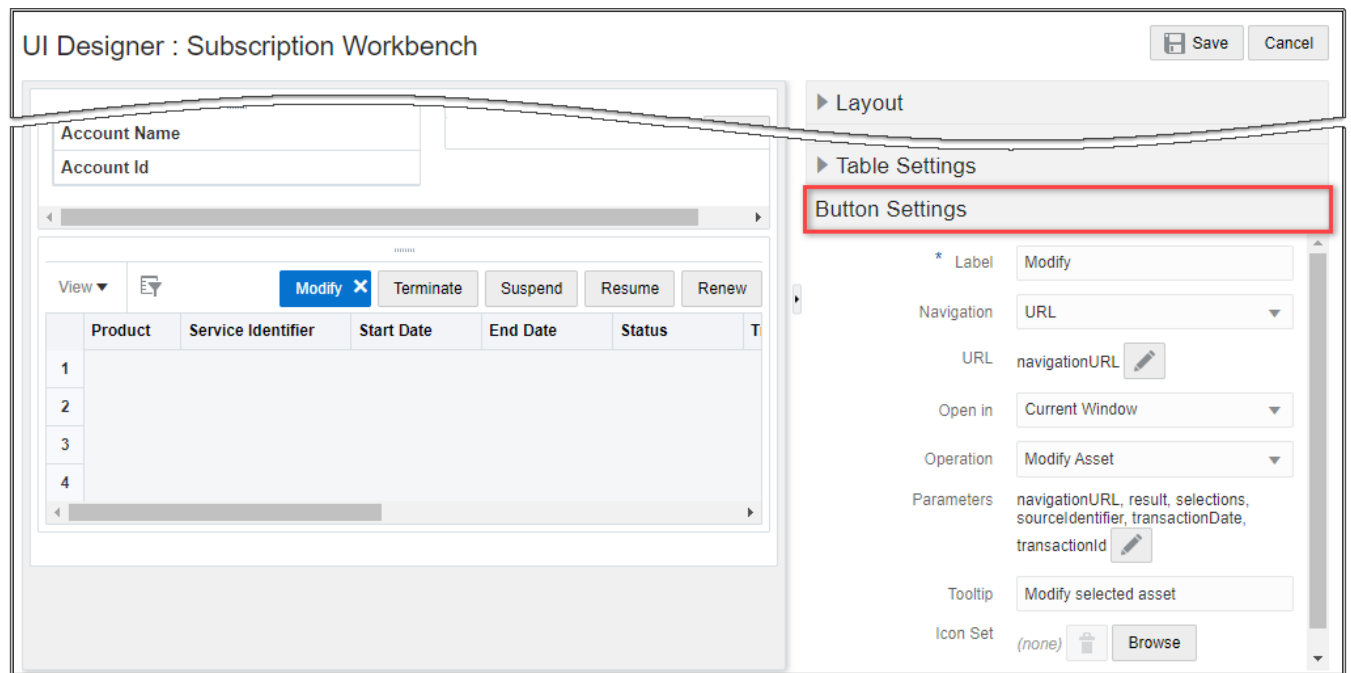 UI Designer : Subscription Workbench
Save
Cancel
Account Name
Account Id
View
Modify
Terminate
Suspend
Resume
Renew
Product
Service Identifier
Start Date
End Date
Status
1
2
3
4
Layout
Table Settings
Button Settings
* Label
Modify
Navigation
URL
URL
navigationURL
Open in
Current Window
Operation
Modify Asset
Parameters
navigationURL, result, selections,
sourceIdentifier, transactionDate,
transactionId
Tooltip
Modify selected asset
Icon Set
(none)
Browse